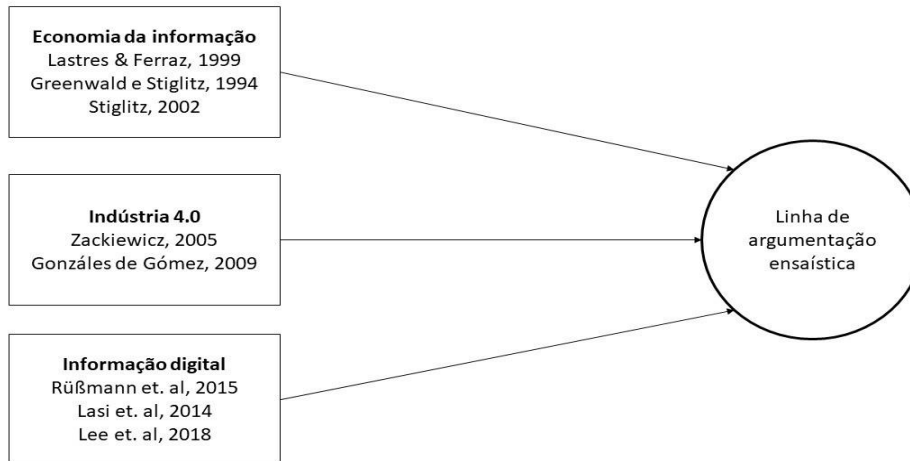 Economia da informação
Lastres & Ferraz, 1999
Greenwald e Stiglitz, 1994
Stiglitz, 2002
Indústria 4.0
Zackiewicz, 2005
Gonzáles de Gómez, 2009
Informação digital
Rüßmann et. al, 2015
Lasi et. al, 2014
Lee et. al, 2018
Linha de
argumentação
ensaística